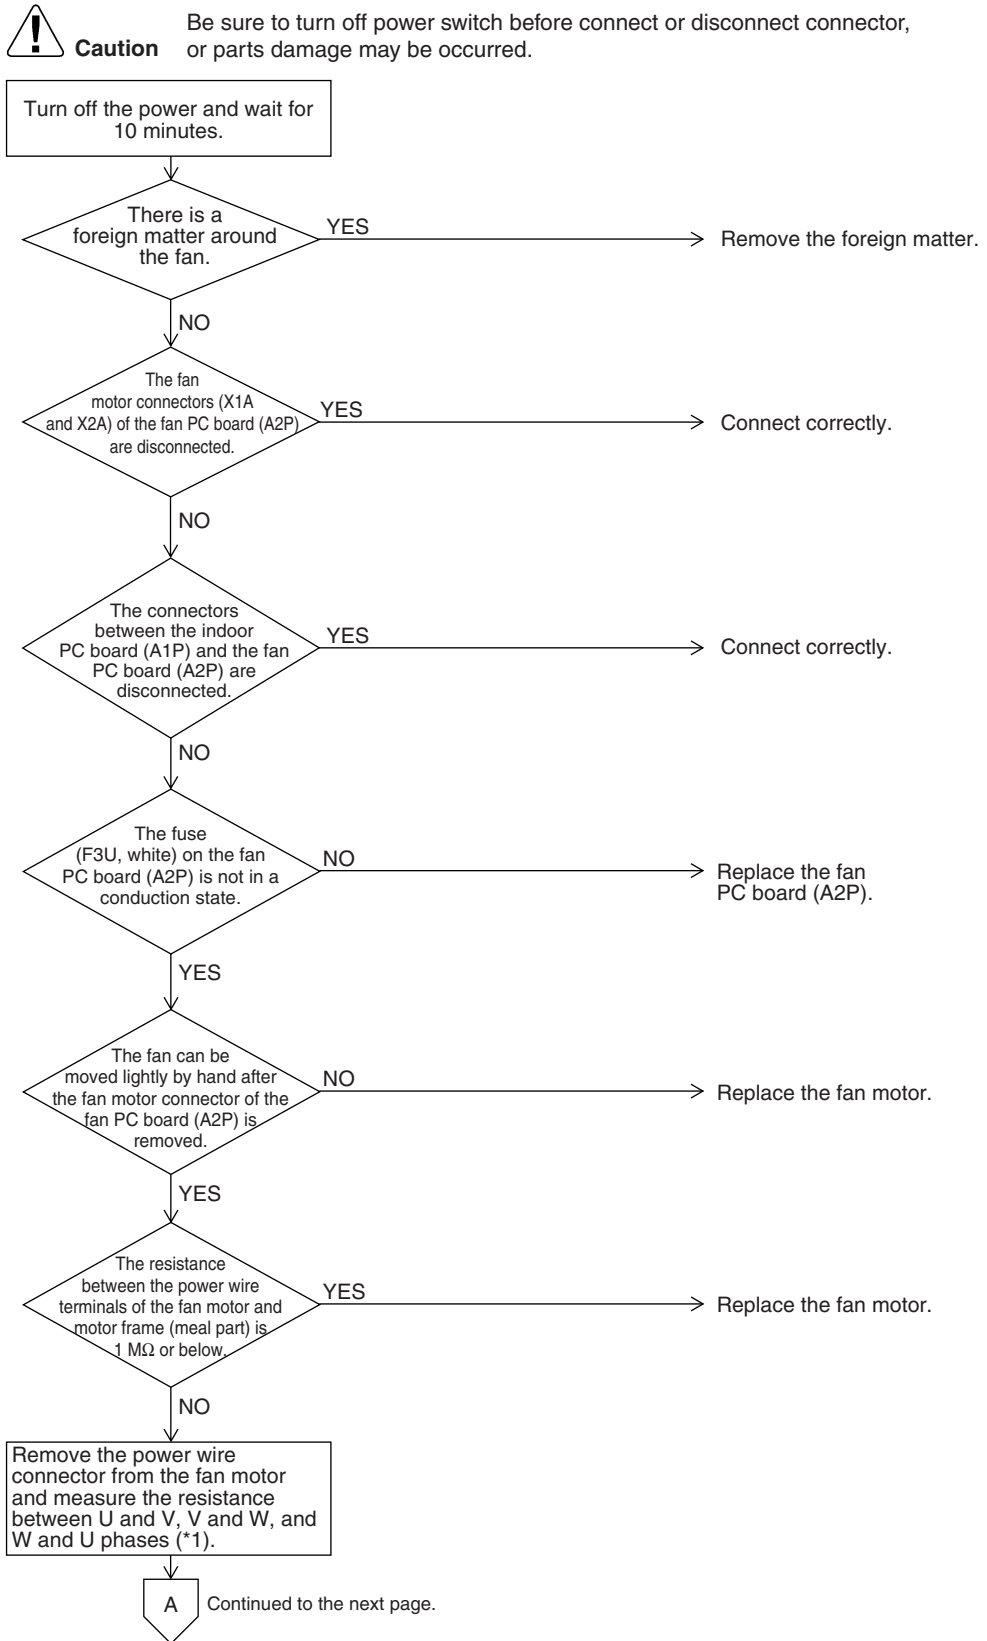 Be sure to turn off power switch before connect or disconnect connector,
Caution
or parts damage may be occurred.
Turn off the power and wait for
10 minutes.
There is a
foreign matter around
the fan.
YES
Remove the foreign matter.
NO
The fan
motor connectors (X1A
and X2A) of the fan PC board (A2P)
are disconnected.
YES
Connect correctly.
NO
The connectors
between the indoor
PC board (A1P) and the fan
PC board (A2P) are
disconnected.
YES
Connect correctly.
NO
The fuse
(F3U, white) on the fan
PC board (A2P) is not in a
conduction state.
NO
Replace the fan
PC board (A2P).
YES
The fan can be
moved lightly by hand after
the fan motor connector of the
fan PC board (A2P) is
removed.
NO
Replace the fan motor.
YES
The resistance
between the power wire
terminals of the fan motor and
motor frame (meal part) is
1 MΩ or below.
YES
Replace the fan motor.
NO
Remove the power wire
connector from the fan motor
and measure the resistance
between U and V, V and W, and
W and U phases (*1).
A
Continued to the next page.